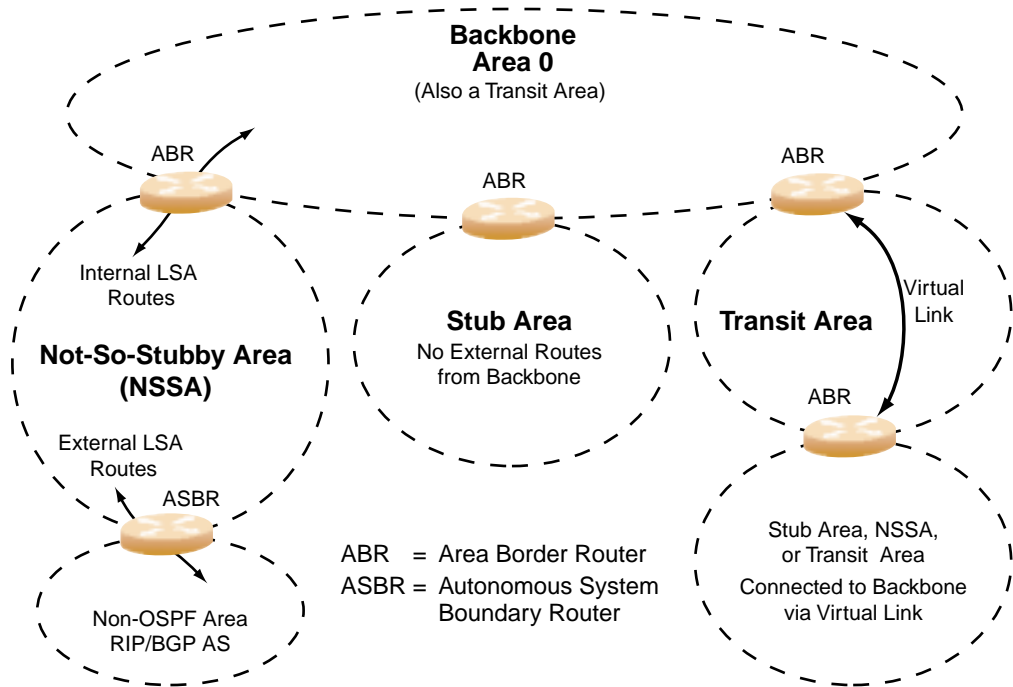 Backbone
Area 0
(Also a Transit Area)
ABR
ABR
ABR
Internal LSA
Routes
Not-So-Stubby Area
(NSSA)
External LSA
Routes
ASBR
Non-OSPF Area
RIP/BGP AS
Stub Area
No External Routes
from Backbone
Transit Area
Virtual
Link
ABR
Stub Area, NSSA,
or Transit Area
Connected to Backbone
via Virtual Link
ABR = Area Border Router
ASBR = Autonomous System
Boundary Router